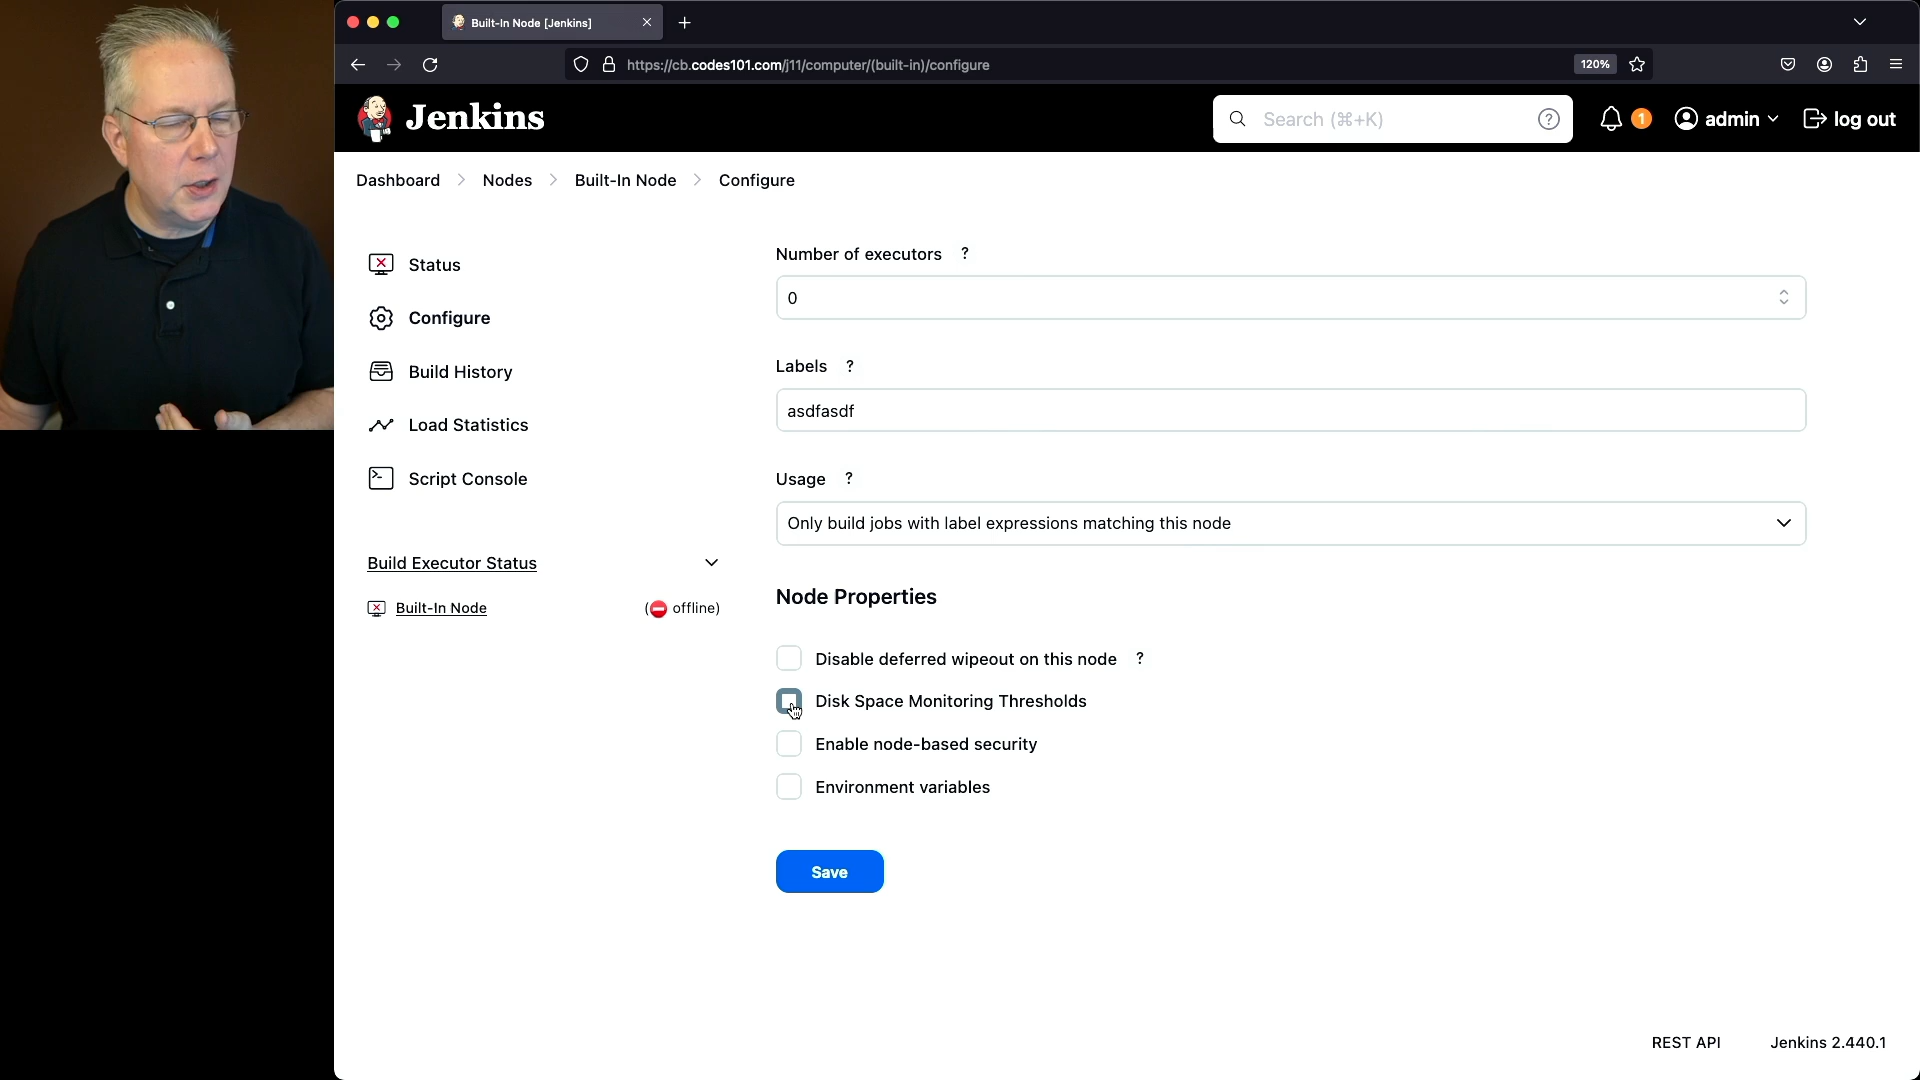 Built-In Node [Jenkins]
https://cb.codes101.com/j11/computer/(built-in)/configure
120%
Jenkins
Search (⌘+K)
?
1
admin
log out
Dashboard
Nodes
Built-In Node
Configure
Status
Configure
Build History
Load Statistics
Script Console
Build Executor Status
Built-In Node
(⛔ offline)
Number of executors ?
0
Labels ?
asdfasdf
Usage ?
Only build jobs with label expressions matching this node
Node Properties
Disable deferred wipeout on this node ?
Disk Space Monitoring Thresholds
Enable node-based security
Environment variables
Save
REST API
Jenkins 2.440.1